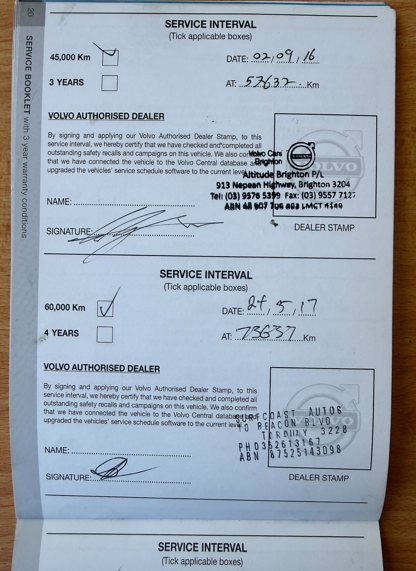 20
SERVICE BOOKLET with 3 year warranty conditions
SERVICE INTERVAL
(Tick applicable boxes)
45,000 Km
DATE: 02/09/16
3 YEARS
AT: Km
VOLVO AUTHORISED DEALER
By signing and applying our Volvo Authorised Dealer Stamp, to this
service interval, we hereby certify that we have checked and completed all
outstanding safety recalls and campaigns on this vehicle. We also
that we have connected the vehicle to the Volvo Central database
upgraded the vehicles' service schedule software to the current
VOLVO
Volvo Cars
Brighton
Altitude Brighton P/L
913 Nepean Highway, Brighton 3204
Tel: (03) 9576 5399 Fax: (03) 9557 7127
NAME:
SIGNATURE:
DEALER STAMP
SERVICE INTERVAL
(Tick applicable boxes)
60,000 Km
DATE: 24/5/17
4 YEARS
AT: 73637 Km
VOLVO AUTHORISED DEALER
By signing and applying our Volvo Authorised Dealer Stamp, to this
service interval, we hereby certify that we have checked and completed all
outstanding safety recalls and campaigns on this vehicle. We also confirm
that we have connected the vehicle to the Volvo Central
upgraded the vehicles' service schedule software to the current
SURFCOAST AUTOS
BEACON BLVD
TORQUAY 3228
PH 0352613167
ABN 87525143098
NAME:
SIGNATURE:
DEALER STAMP
SERVICE INTERVAL
(Tick applicable boxes)